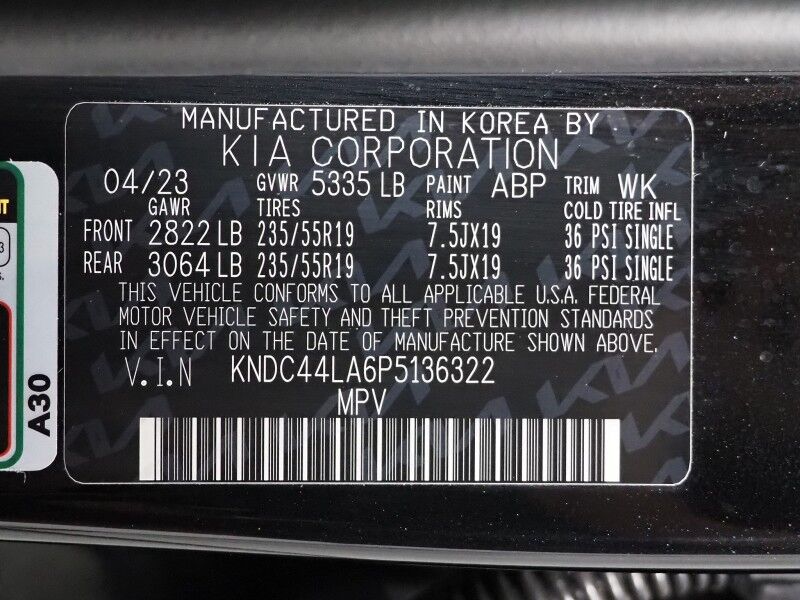 MANUFACTURED IN KOREA BY
KIA CORPORATION
04/23 GVWR 5335 LB PAINT ABP TRIM WK
GAWR TIRES RIMS COLD TIRE INFL
FRONT 2822 LB 235/55R19 7.5JX19 36 PSI SINGLE
REAR 3064 LB 235/55R19 7.5JX19 36 PSI SINGLE
THIS VEHICLE CONFORMS TO ALL APPLICABLE U.S.A. FEDERAL
MOTOR VEHICLE SAFETY AND THEFT PREVENTION STANDARDS
IN EFFECT ON THE DATE OF MANUFACTURE SHOWN ABOVE.
V.I.N KNDC44LA6P5136322
MPV
A30